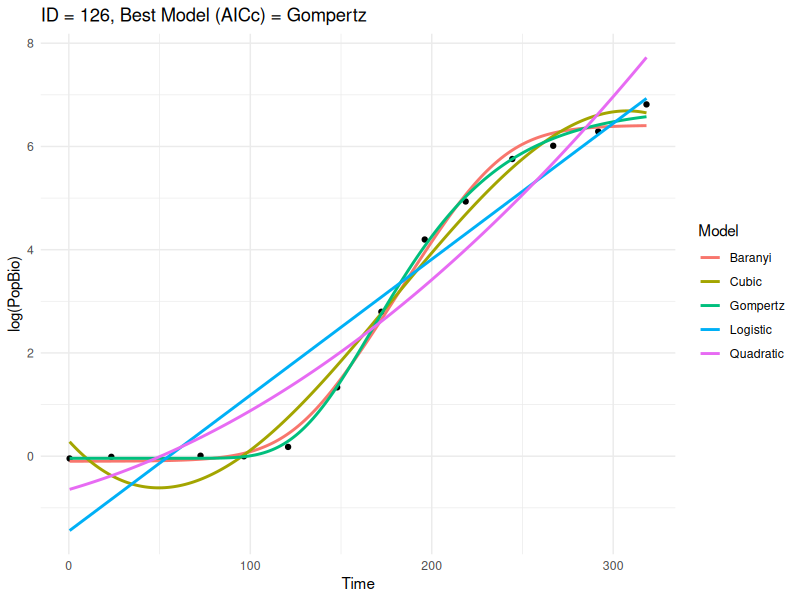 ID = 126, Best Model (AICc) = Gompertz
log(PopBio)
8
6
4
2
0
0
100
200
300
Time
Model
Baranyi
Cubic
Gompertz
Logistic
Quadratic